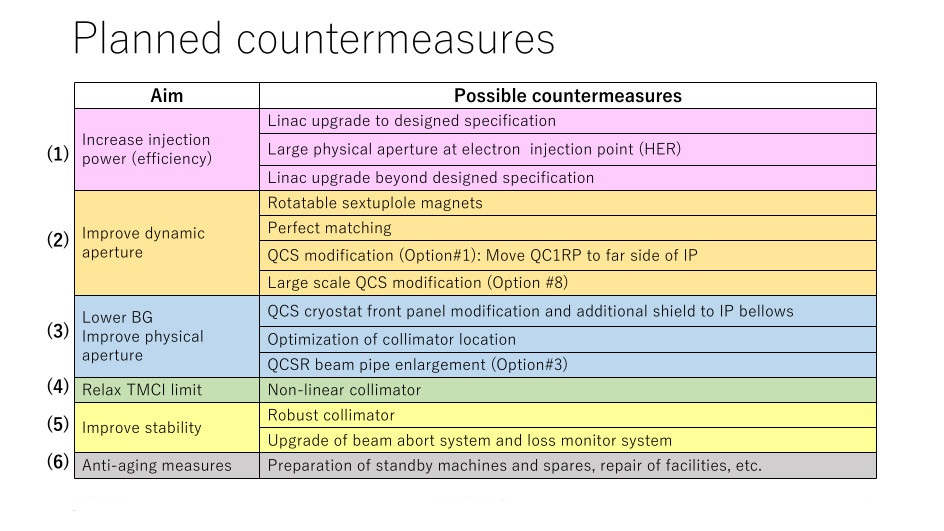 Planned countermeasures
Aim Possible countermeasures
(1)
Increase injection
power (efficiency)
Linac upgrade to designed specification
Large physical aperture at electron injection point (HER)
Linac upgrade beyond designed specification
(2)
Improve dynamic
aperture
Rotatable sextuplole magnets
Perfect matching
QCS modification (Option#1): Move QC1RP to far side of IP
Large scale QCS modification (Option #8)
(3)
Lower BG
Improve physical
aperture
QCS cryostat front panel modification and additional shield to IP bellows
Optimization of collimator location
QCSR beam pipe enlargement (Option#3)
(4)
Relax TMCI limit
Non-linear collimator
(5)
Improve stability
Robust collimator
Upgrade of beam abort system and loss monitor system
(6)
Anti-aging measures
Preparation of standby machines and spares, repair of facilities, etc.